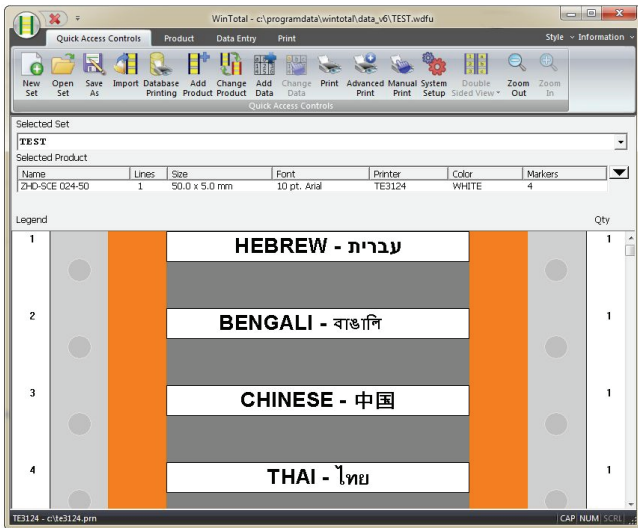 WinTotal - c:\programdata\wintotal\data_v6\TEST.wdfu
Quick Access Controls Product Data Entry Print Style Information
New Set Open Set Save As Import Database Printing Add Product Change Product Add Data Change Data Print Advanced Print Manual Print System Setup Double Sided View Zoom Out Zoom In
Quick Access Controls
Selected Set
TEST
Selected Product
Name Lines Size Font Printer Color Markers
ZHD-SCE 024-50 1 50.0 x 5.0 mm 10 pt. Arial TE3124 WHITE 4
Legend Qty
1 HEBREW - עברית 1
2 BENGALI - বাঙালি 1
3 CHINESE - 中国 1
4 THAI - ไทย 1
TE3124 - c:\te3124.prn CAP NUM SCRL